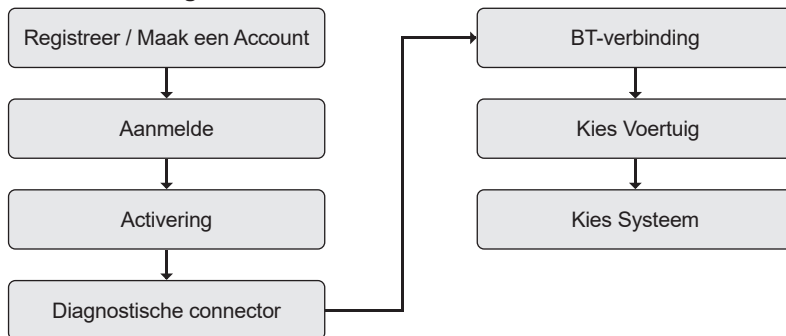 Registreer / Maak een Account
Aanmelde
Activering
Diagnostische connector
BT-verbinding
Kies Voertuig
Kies Systeem